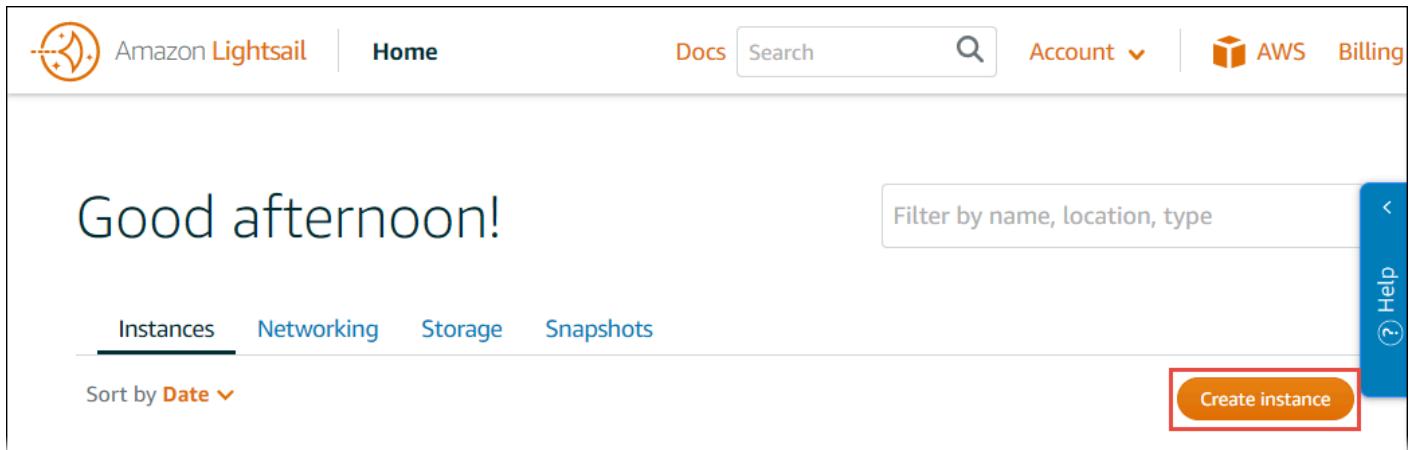 Amazon Lightsail Home Docs Search Account AWS Billing
Good afternoon!
Filter by name, location, type
Help
Instances Networking Storage Snapshots
Sort by Date
Create instance